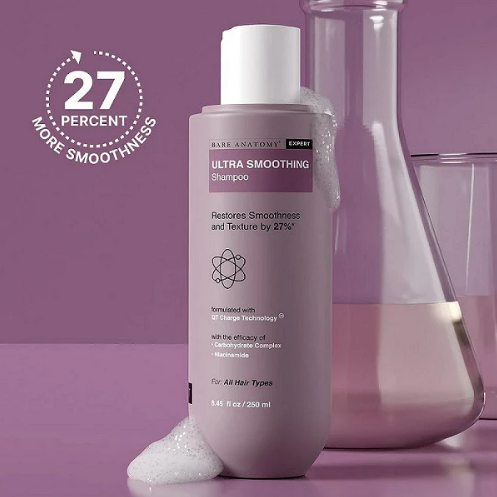 27
PERCENT
MORE SMOOTHNESS
BARE ANATOMY® EXPERT
ULTRA SMOOTHING
Shampoo
Restores Smoothness
and Texture by 27%*
formulated with
QT Charge Technology
with the efficacy of
- Carbohydrate Complex
- Niacinamide
For: All Hair Types
8.45 fl oz / 250 ml